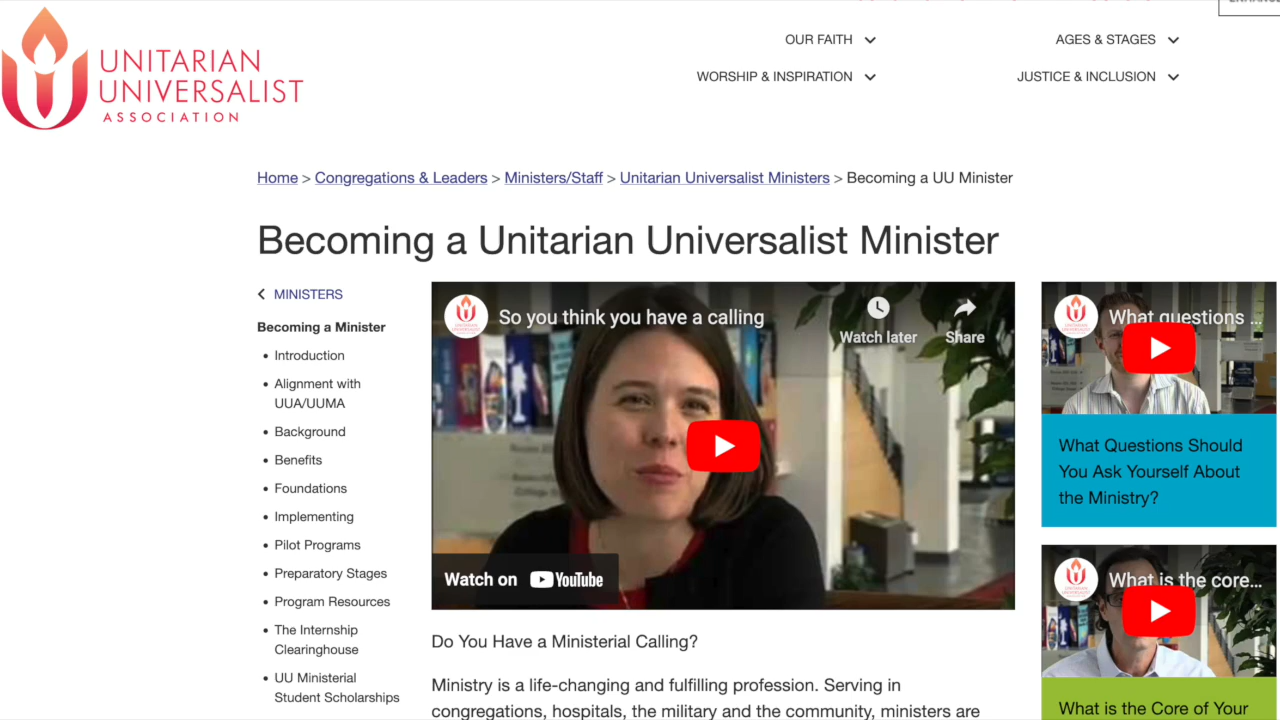 UNITARIAN
UNIVERSALIST
ASSOCIATION
OUR FAITH
AGES & STAGES
WORSHIP & INSPIRATION
JUSTICE & INCLUSION
Home > Congregations & Leaders > Ministers/Staff > Unitarian Universalist Ministers > Becoming a UU Minister
Becoming a Unitarian Universalist Minister
MINISTERS
Becoming a Minister
• Introduction
• Alignment with
UUA/UUMA
• Background
• Benefits
• Foundations
• Implementing
• Pilot Programs
• Preparatory Stages
• Program Resources
• The Internship
Clearinghouse
• UU Ministerial
Student Scholarships
So you think you have a calling
Watch later
Share
Watch on YouTube
Do You Have a Ministerial Calling?
Ministry is a life-changing and fulfilling profession. Serving in
congregations, hospitals, the military and the community, ministers are
What questions ...
What Questions Should
You Ask Yourself About
the Ministry?
What is the core...
What is the Core of Your